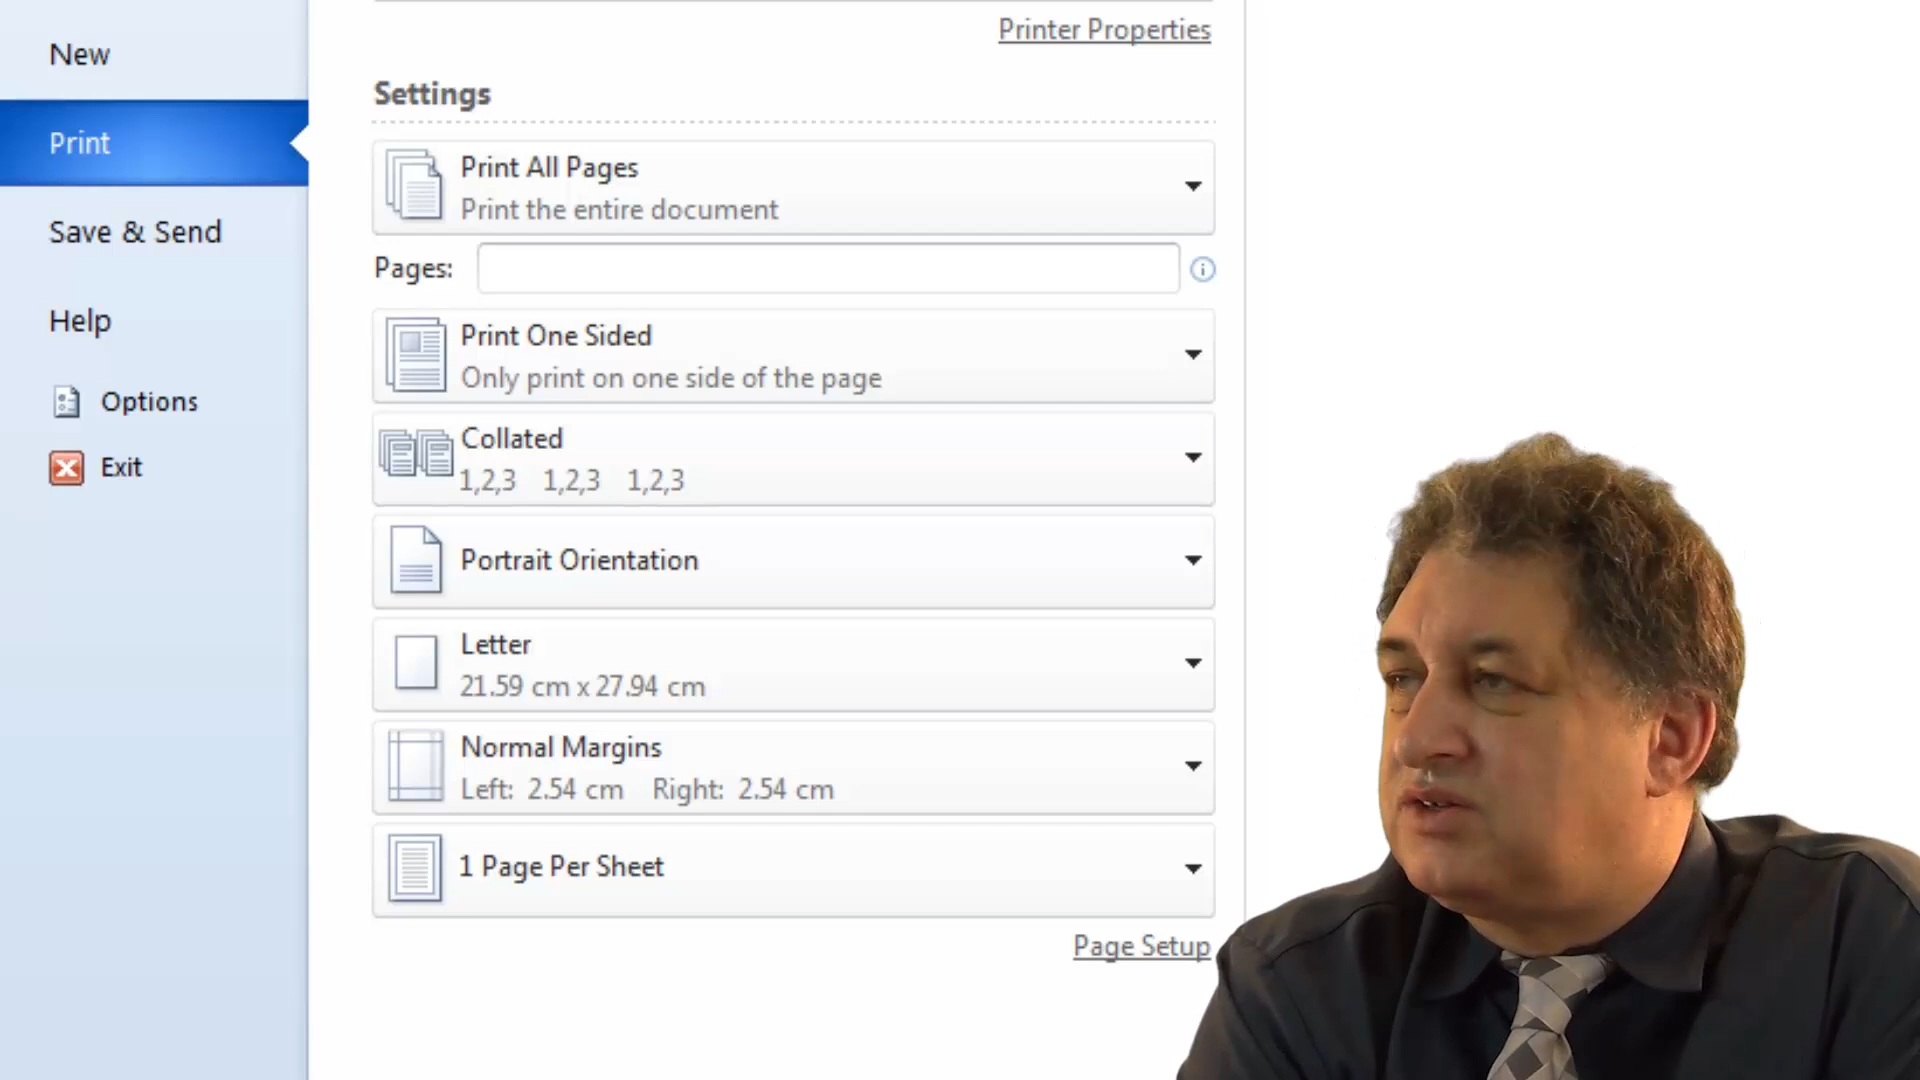 New
Print
Save & Send
Help
Options
Exit
Printer Properties
Settings
Print All Pages
Print the entire document
Pages:
Print One Sided
Only print on one side of the page
Collated
1,2,3 1,2,3 1,2,3
Portrait Orientation
Letter
21.59 cm x 27.94 cm
Normal Margins
Left: 2.54 cm Right: 2.54 cm
1 Page Per Sheet
Page Setup